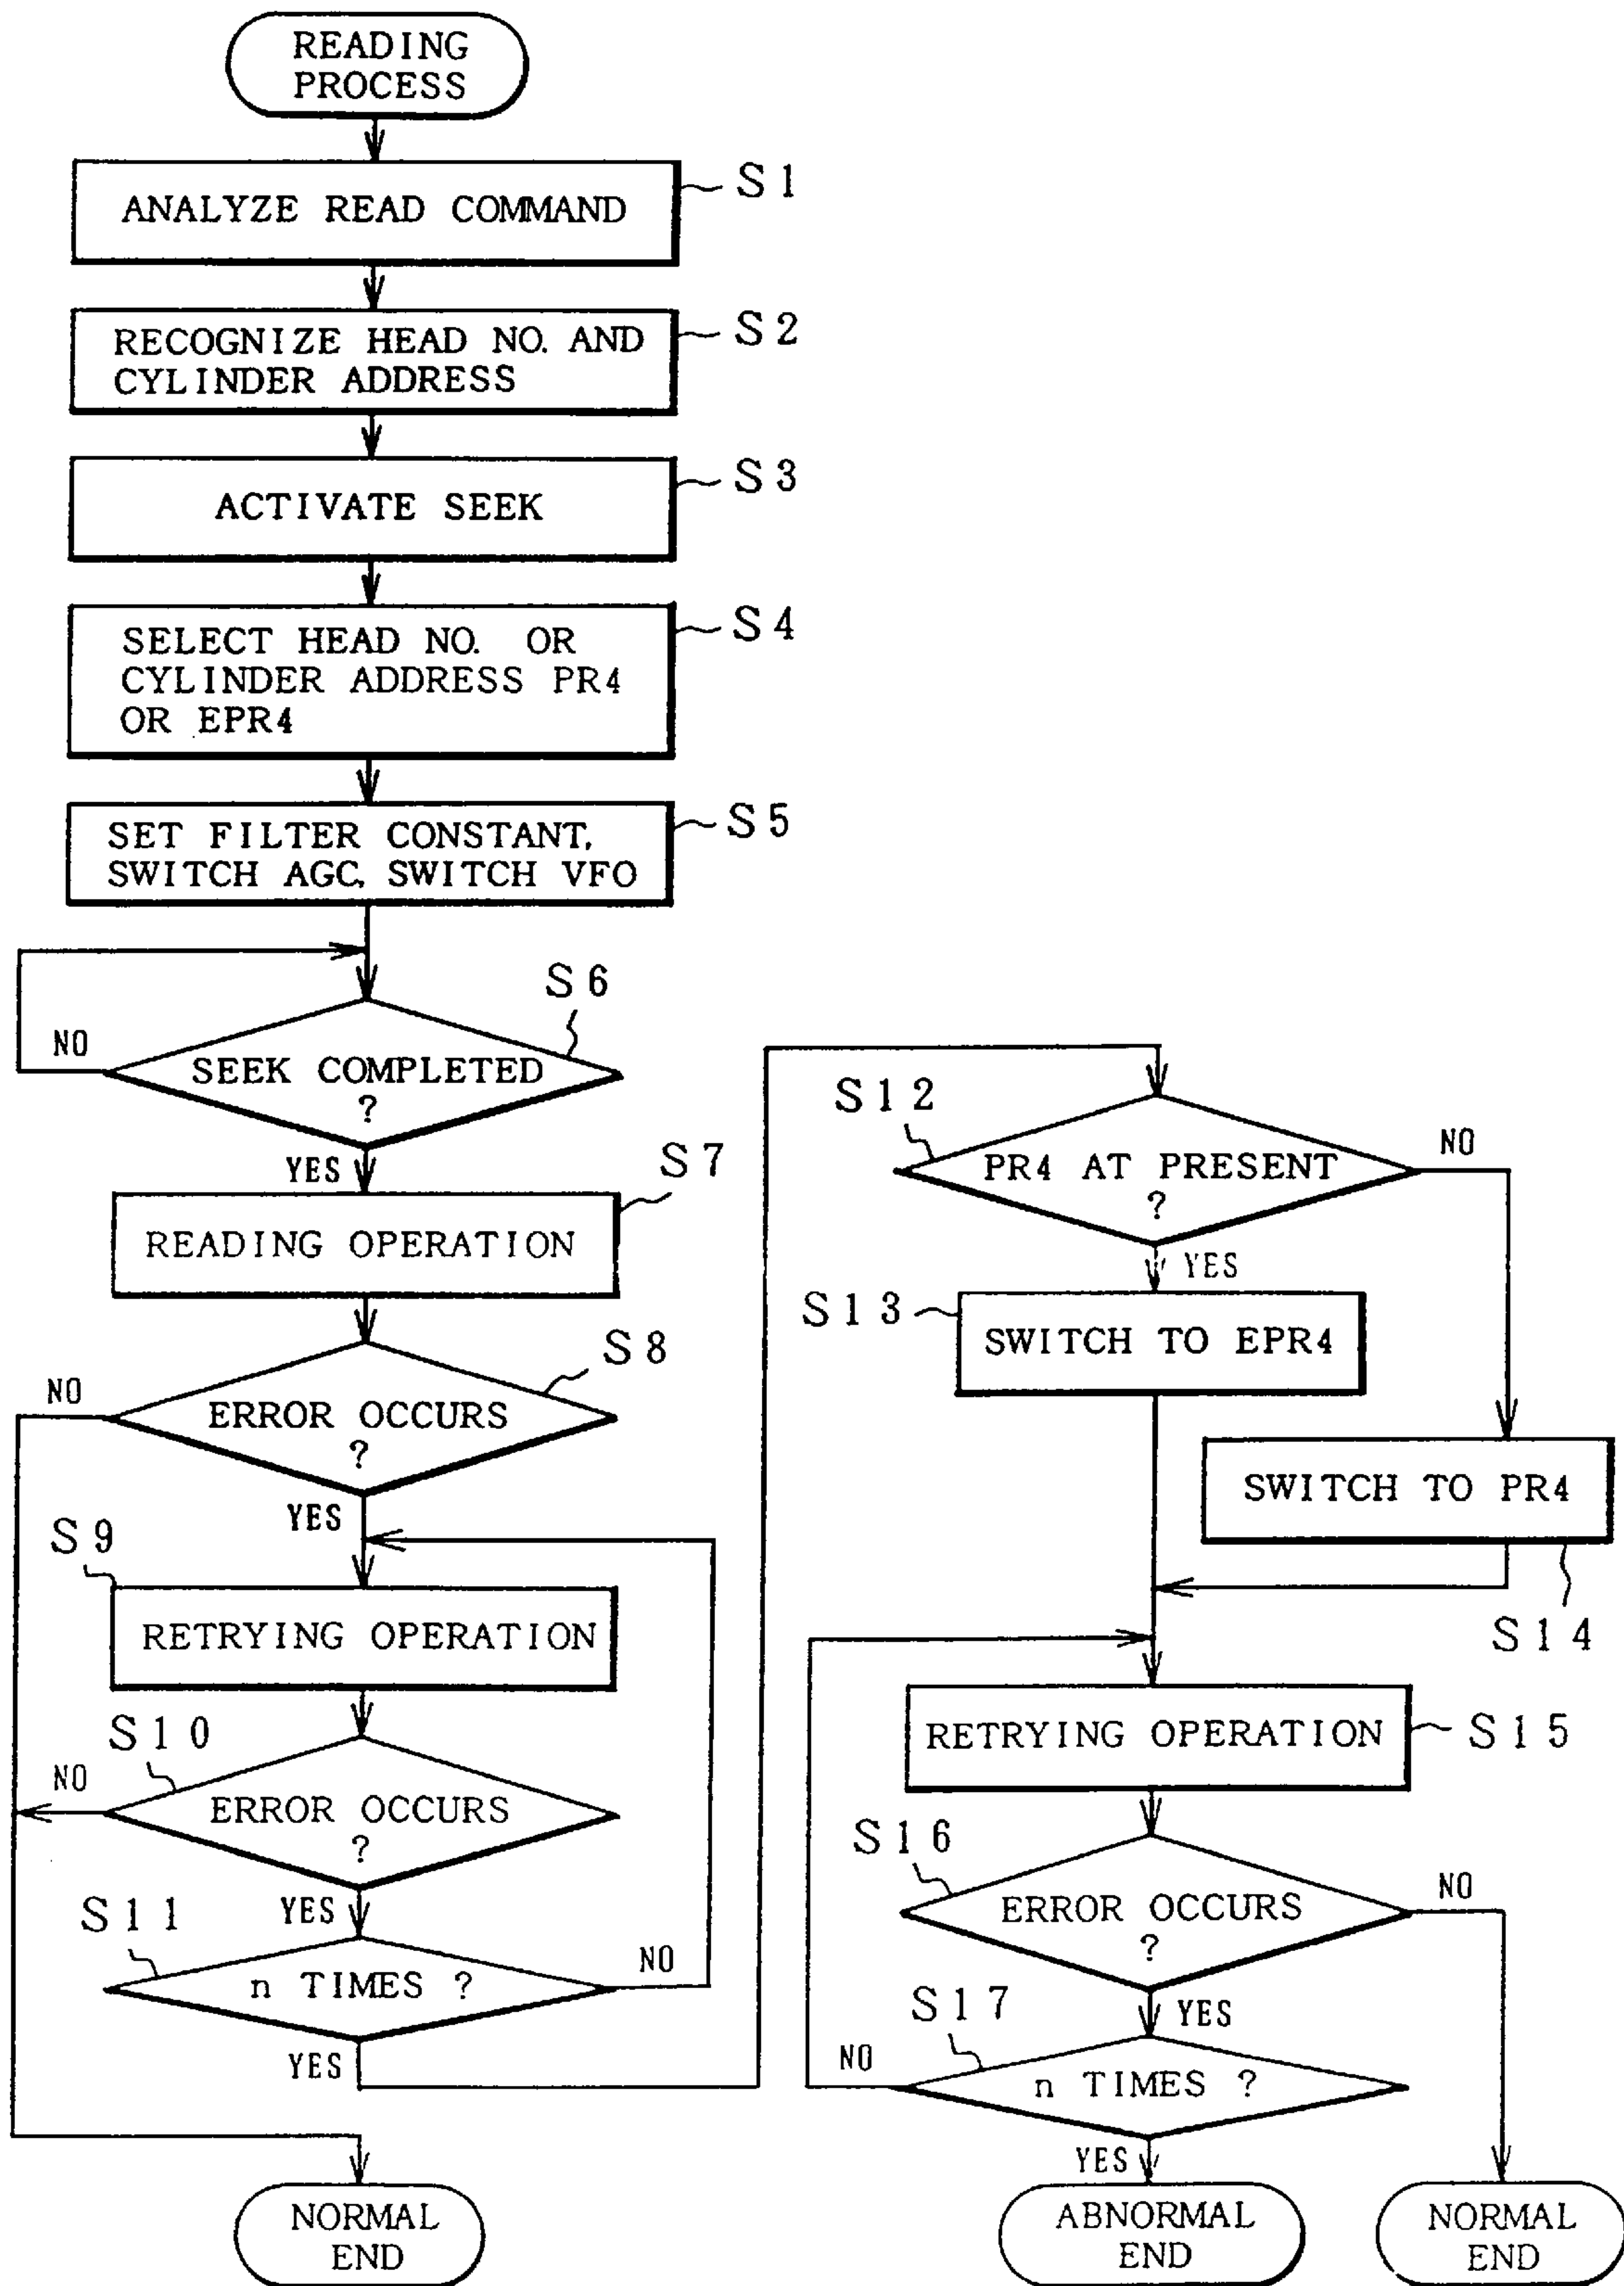 READING
PROCESS
S1
ANALYZE READ COMMAND
S2
RECOGNIZE HEAD NO. AND
CYLINDER ADDRESS
S3
ACTIVATE SEEK
S4
SELECT HEAD NO. OR
CYLINDER ADDRESS PR4
OR EPR4
S5
SET FILTER CONSTANT,
SWITCH AGC, SWITCH VFO
S6
NO
SEEK COMPLETED
?
YES
S7
READING OPERATION
S8
NO
ERROR OCCURS
?
YES
S9
RETRYING OPERATION
S10
NO
ERROR OCCURS
?
YES
S11
NO
n TIMES ?
YES
NORMAL
END
S12
NO
PR4 AT PRESENT
?
YES
S13
SWITCH TO EPR4
SWITCH TO PR4
S14
RETRYING OPERATION
S15
S16
NO
ERROR OCCURS
?
YES
S17
NO
n TIMES ?
YES
ABNORMAL
END
NORMAL
END